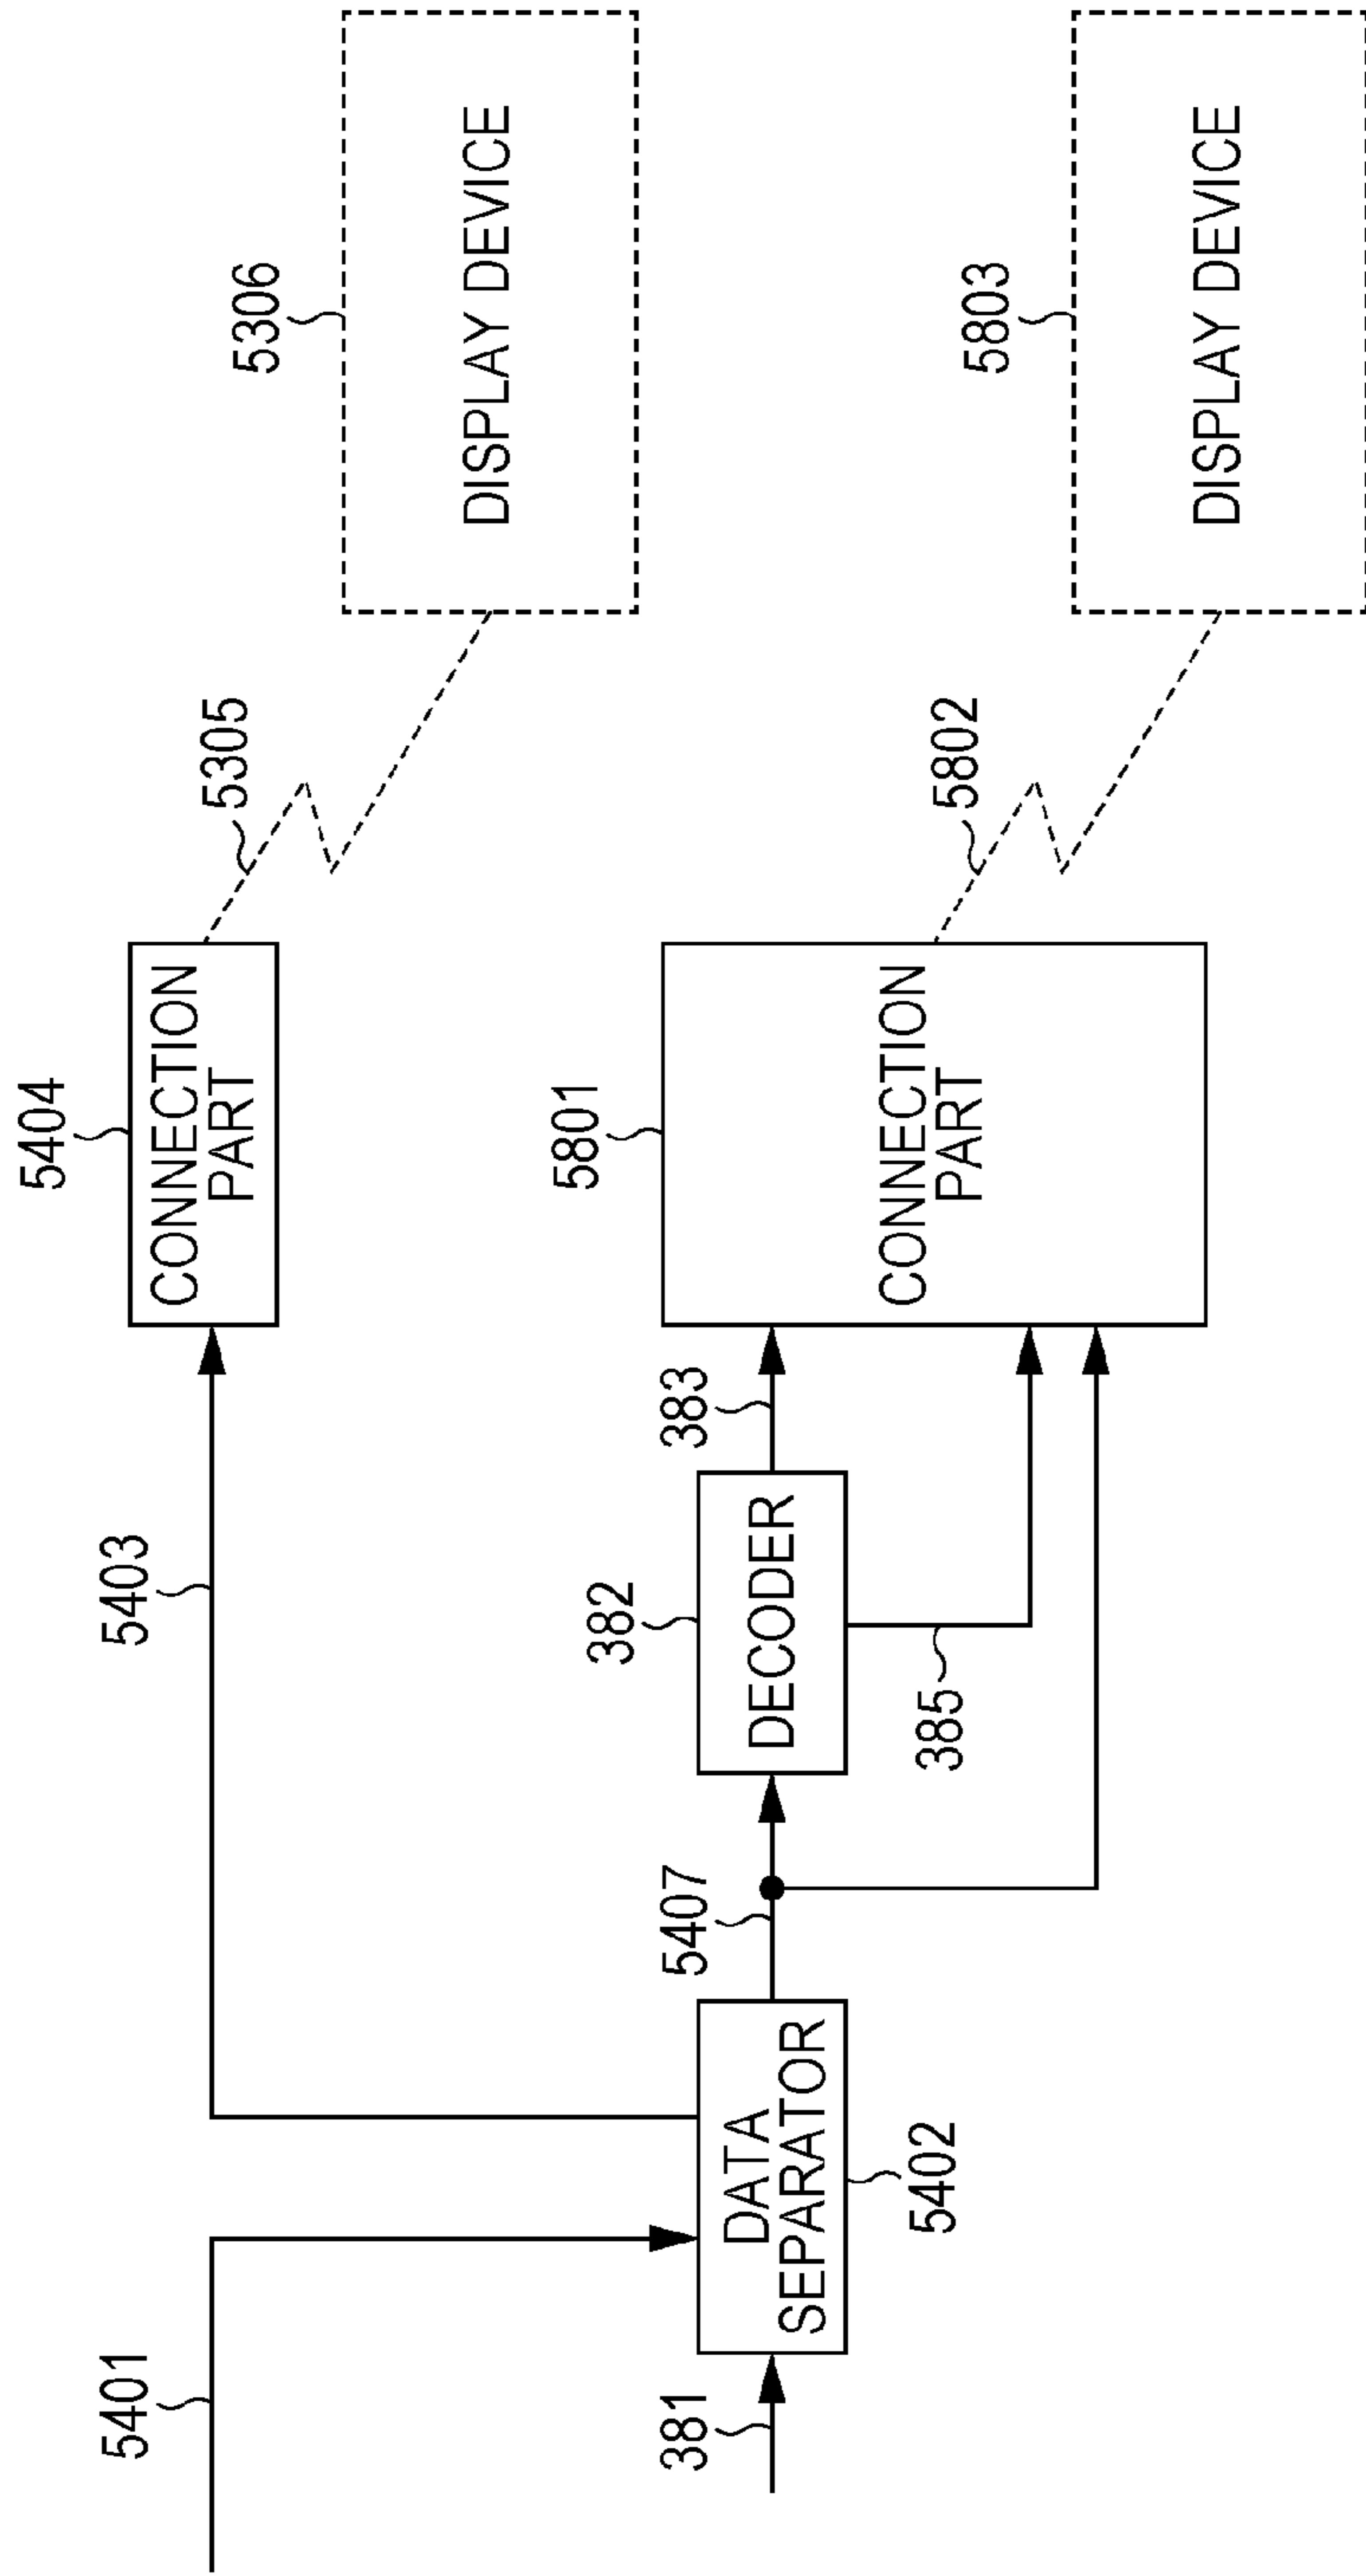 5401
381
DATA
SEPARATOR
5402
5403
5407
DECODER
382
383
385
CONNECTION
PART
5404
CONNECTION
PART
5801
5305
DISPLAY DEVICE
5306
5802
DISPLAY DEVICE
5803